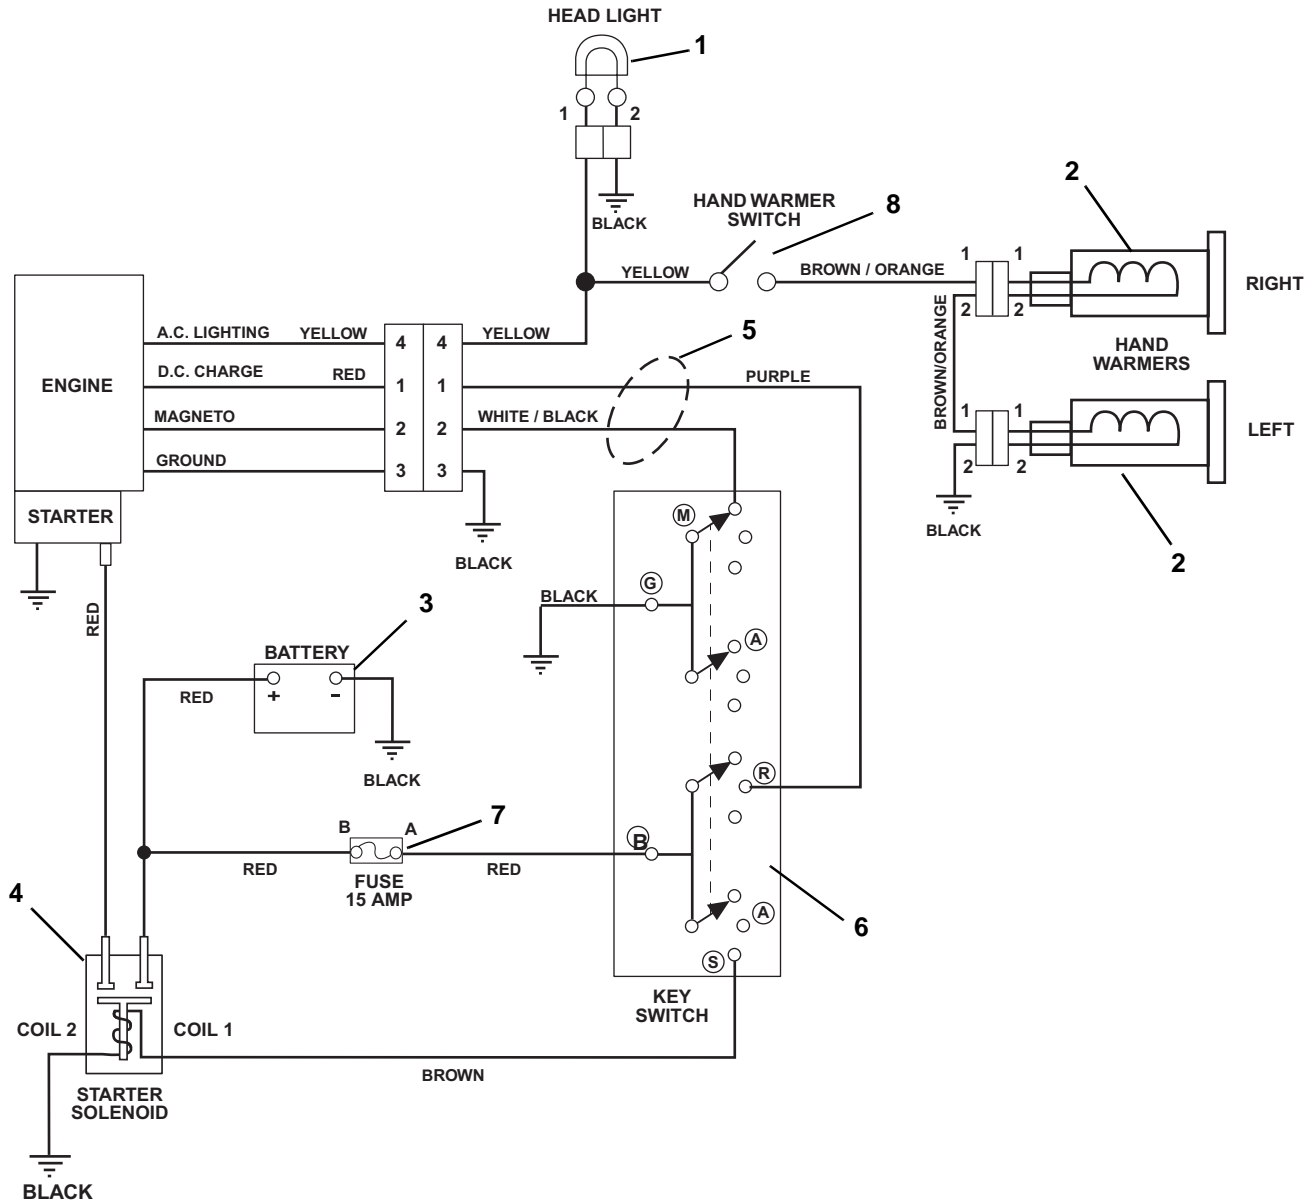 HEAD LIGHT
1
1
2
BLACK
HAND WARMER
SWITCH
8
2
YELLOW
BROWN / ORANGE
1
1
2
2
RIGHT
BROWN/ORANGE
HAND
WARMERS
1
1
2
2
LEFT
BLACK
2
ENGINE
A.C. LIGHTING
YELLOW
4
4
YELLOW
5
D.C. CHARGE
RED
1
1
PURPLE
MAGNETO
2
2
WHITE / BLACK
GROUND
3
3
BLACK
STARTER
RED
M
G
BLACK
A
R
B
A
S
KEY
SWITCH
6
BATTERY
3
+
-
RED
BLACK
B
A
7
RED
FUSE
15 AMP
RED
4
COIL 2
COIL 1
STARTER
SOLENOID
BROWN
BLACK